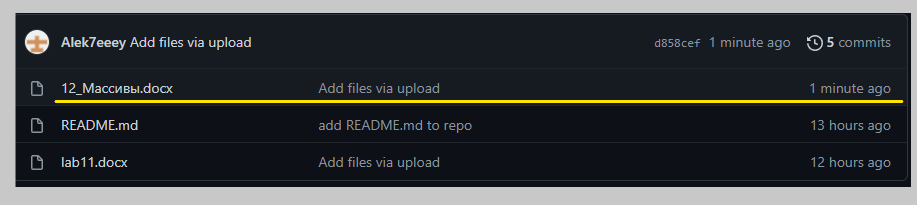 Alek7eeey Add files via upload d858cef 1 minute ago 5 commits
12_Массивы.docx Add files via upload 1 minute ago
README.md add README.md to repo 13 hours ago
lab11.docx Add files via upload 12 hours ago